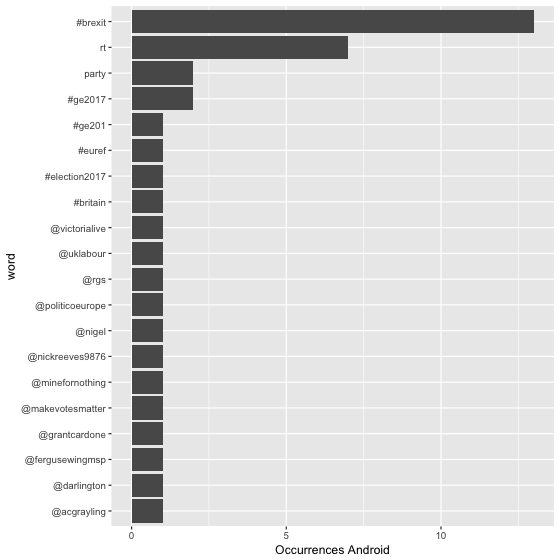 #brexit
rt
party
#ge2017
#ge201
#euref
#election2017
#britain
@victorialive
@uklabour
@rgs
@politicoeurope
@nigel
@nickreeves9876
@minefornothing
@makevotesmatter
@grantcardone
@fergusewingmsp
@darlington
@acgrayling
word
0 5 10
Occurrences Android